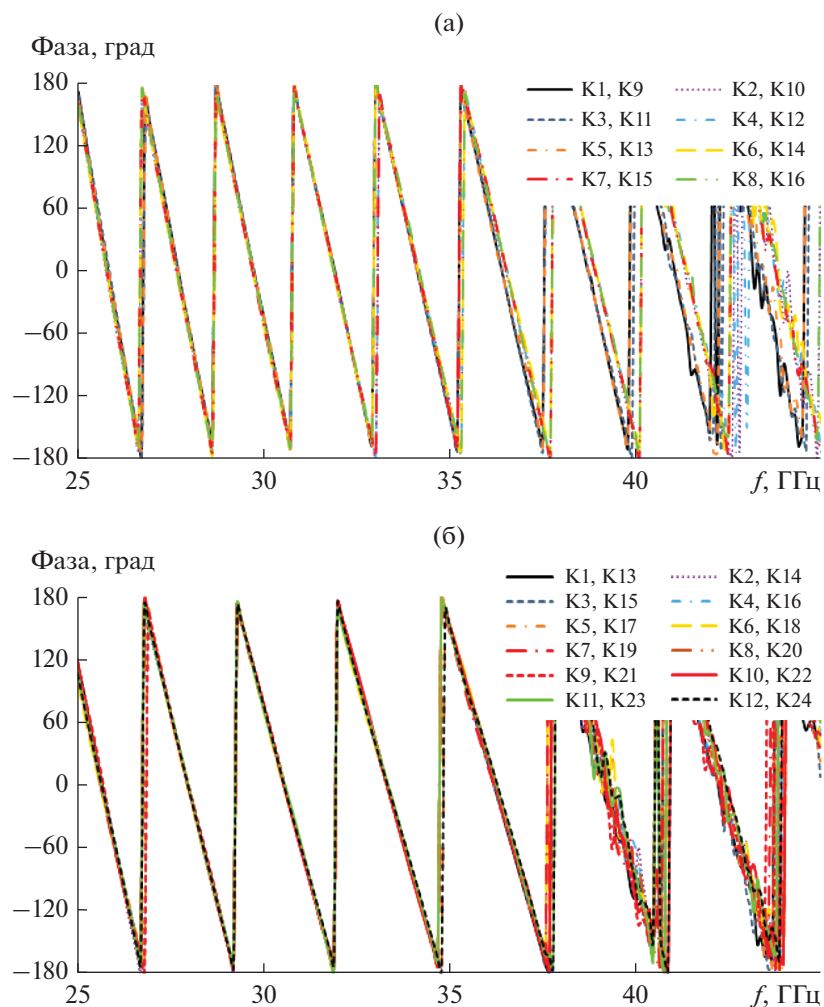 (а)
Фаза, град
180
120
60
0
−60
−120
−180
K1, K9
K2, K10
K3, K11
K4, K12
K5, K13
K6, K14
K7, K15
K8, K16
25
30
35
40
f, ГГц
(б)
Фаза, град
180
120
60
0
−60
−120
−180
K1, K13
K2, K14
K3, K15
K4, K16
K5, K17
K6, K18
K7, K19
K8, K20
K9, K21
K10, K22
K11, K23
K12, K24
25
30
35
40
f, ГГц